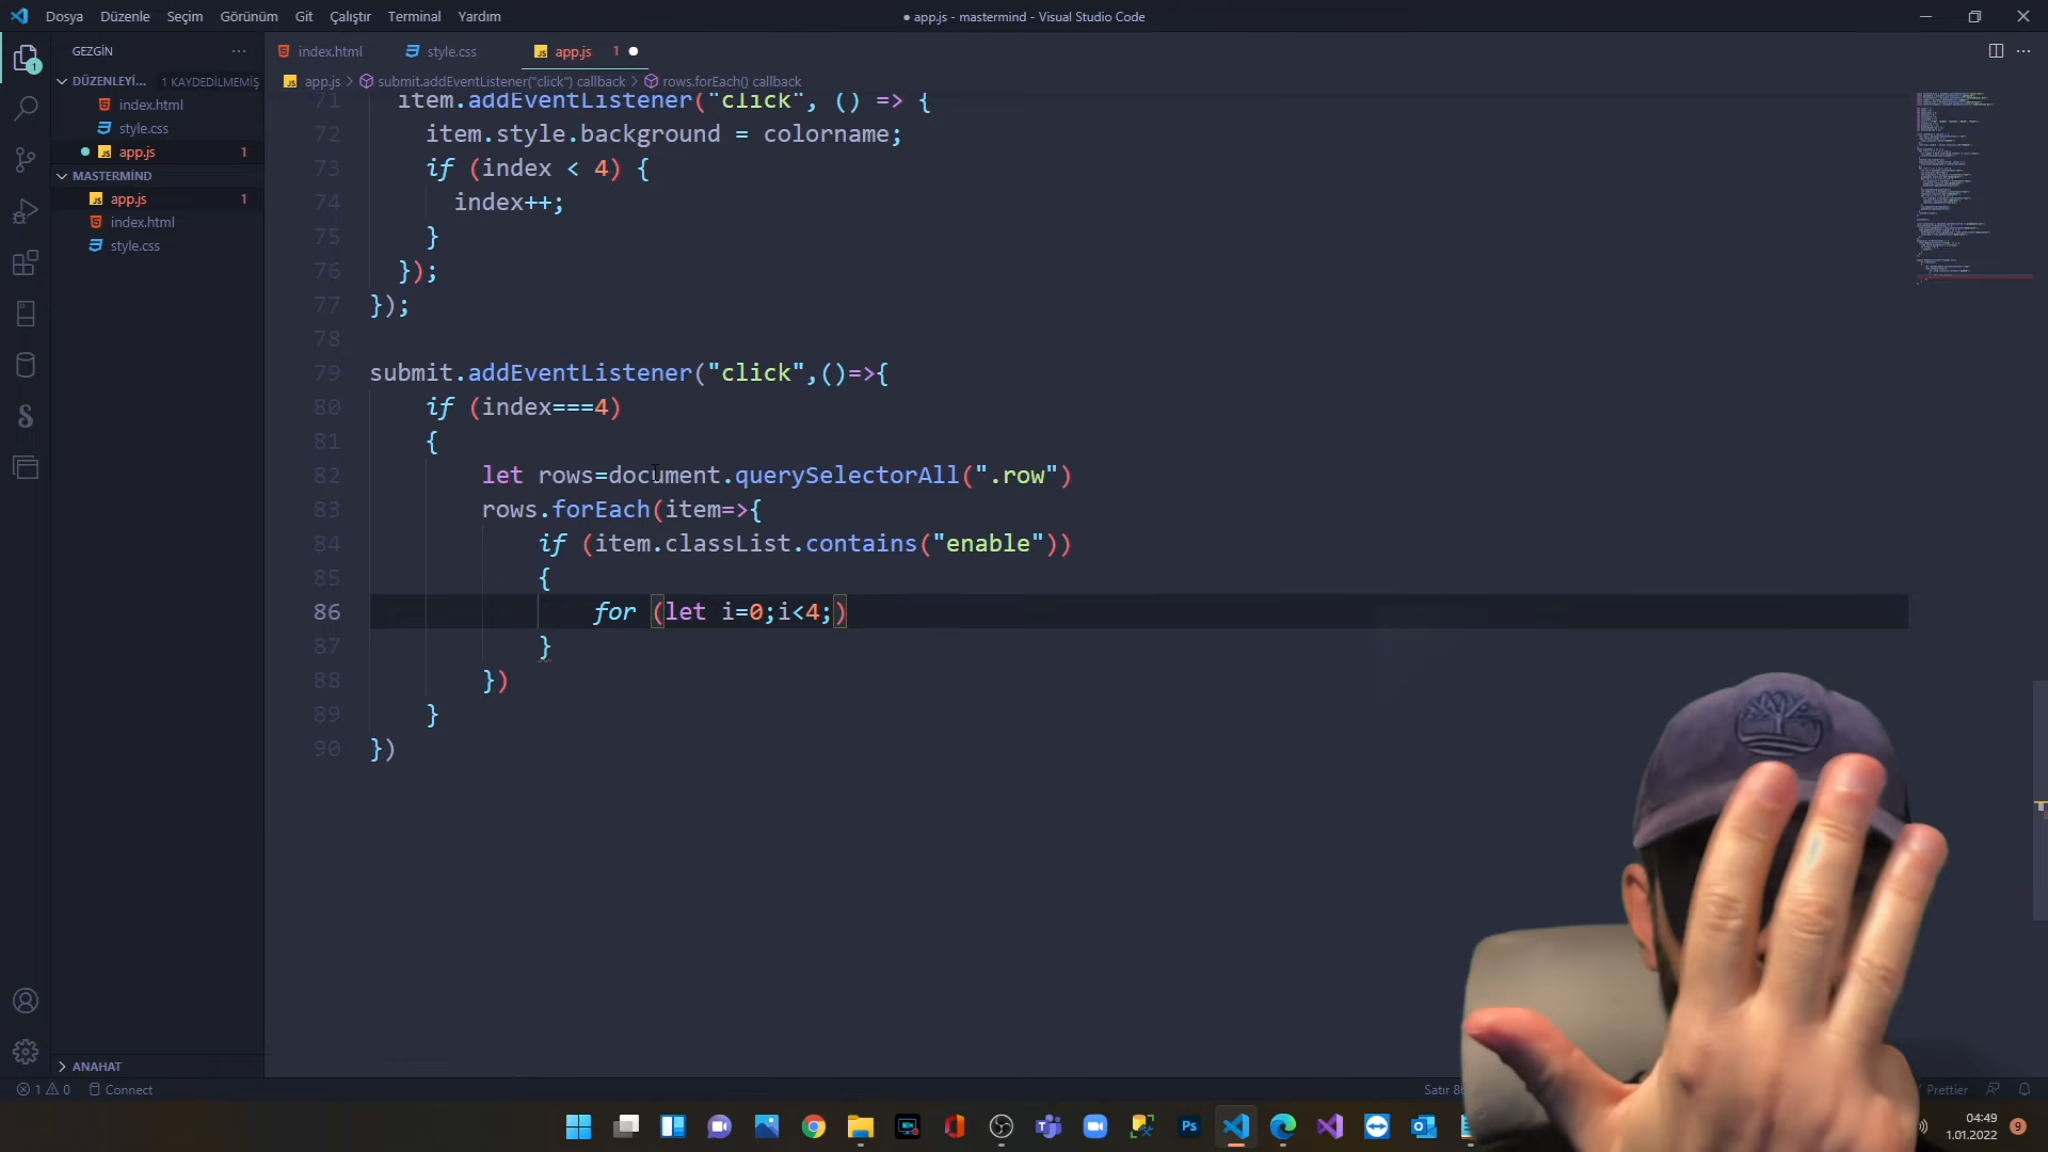 Dosya Düzenle Seçim Görünüm Git Çalıştır Terminal Yardım
● app.js - mastermind - Visual Studio Code
GEZGİN ···
index.html
style.css
app.js 1 ●
DÜZENLEYİ... 1 KAYDEDİLMEMİŞ
index.html
style.css
app.js 1
MASTERMİND
app.js 1
index.html
style.css
ANAHAT
app.js > submit.addEventListener("click") callback > rows.forEach() callback
71 item.addEventListener("click", () => {
72 item.style.background = colorname;
73 if (index < 4) {
74 index++;
75 }
76 });
77 });
78
79 submit.addEventListener("click",()=>{
80 if (index===4)
81 {
82 let rows=document.querySelectorAll(".row")
83 rows.forEach(item=>{
84 if (item.classList.contains("enable"))
85 {
86 for (let i=0;i<4;)
87 }
88 })
89 }
90 })
1 0 Connect
Satır Prettier
Ps
04:49
1.01.2022 9